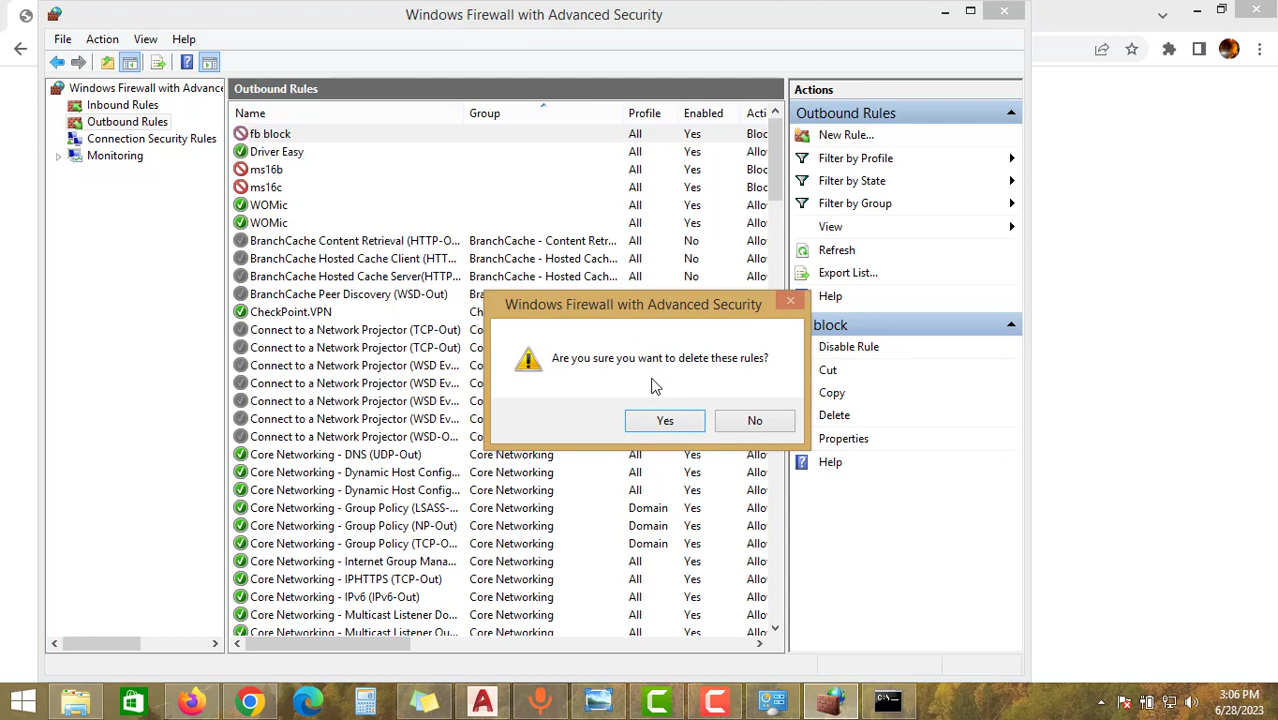 Windows Firewall with Advanced Security
File Action View Help
Windows Firewall with Advance
Inbound Rules
Outbound Rules
Connection Security Rules
Monitoring
Outbound Rules
Name Group Profile Enabled Acti
fb block All Yes Bloc
Driver Easy All Yes Allo
ms16b All Yes Bloc
ms16c All Yes Bloc
WOMic All Yes Allo
WOMic All Yes Allo
BranchCache Content Retrieval (HTTP-O... BranchCache - Content Retr... All No Allo
BranchCache Hosted Cache Client (HTT... BranchCache - Hosted Cach... All No Allo
BranchCache Hosted Cache Server(HTTP... BranchCache - Hosted Cach... All No Allo
BranchCache Peer Discovery (WSD-Out)
CheckPoint.VPN
Connect to a Network Projector (TCP-Out)
Connect to a Network Projector (TCP-Out)
Connect to a Network Projector (WSD Ev...
Connect to a Network Projector (WSD Ev...
Connect to a Network Projector (WSD Ev...
Connect to a Network Projector (WSD Ev...
Connect to a Network Projector (WSD-O...
Core Networking - DNS (UDP-Out) Core Networking All Yes Allo
Core Networking - Dynamic Host Config... Core Networking All Yes Allo
Core Networking - Dynamic Host Config... Core Networking All Yes Allo
Core Networking - Group Policy (LSASS-... Core Networking Domain Yes Allo
Core Networking - Group Policy (NP-Out) Core Networking Domain Yes Allo
Core Networking - Group Policy (TCP-O... Core Networking Domain Yes Allo
Core Networking - Internet Group Mana... Core Networking All Yes Allo
Core Networking - IPHTTPS (TCP-Out) Core Networking All Yes Allo
Core Networking - IPv6 (IPv6-Out) Core Networking All Yes Allo
Core Networking - Multicast Listener Do... Core Networking All Yes Allo
Core Networking - Multicast Listener Qu... Core Networking All Yes Allo
Windows Firewall with Advanced Security
Are you sure you want to delete these rules?
Yes No
Actions
Outbound Rules
New Rule...
Filter by Profile
Filter by State
Filter by Group
View
Refresh
Export List...
Help
block
Disable Rule
Cut
Copy
Delete
Properties
Help
3:06 PM
6/28/2023